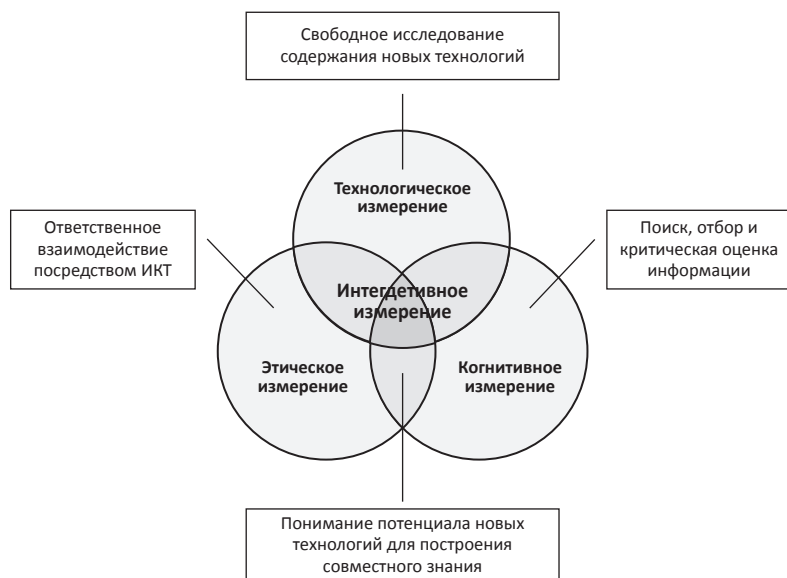 Свободное исследование
содержания новых технологий
Технологическое
измерение
Ответственное
взаимодействие
посредством ИКТ
Поиск, отбор и
критическая оценка
информации
Интегдетивное
измерение
Этическое
измерение
Когнитивное
измерение
Понимание потенциала новых
технологий для построения
совместного знания